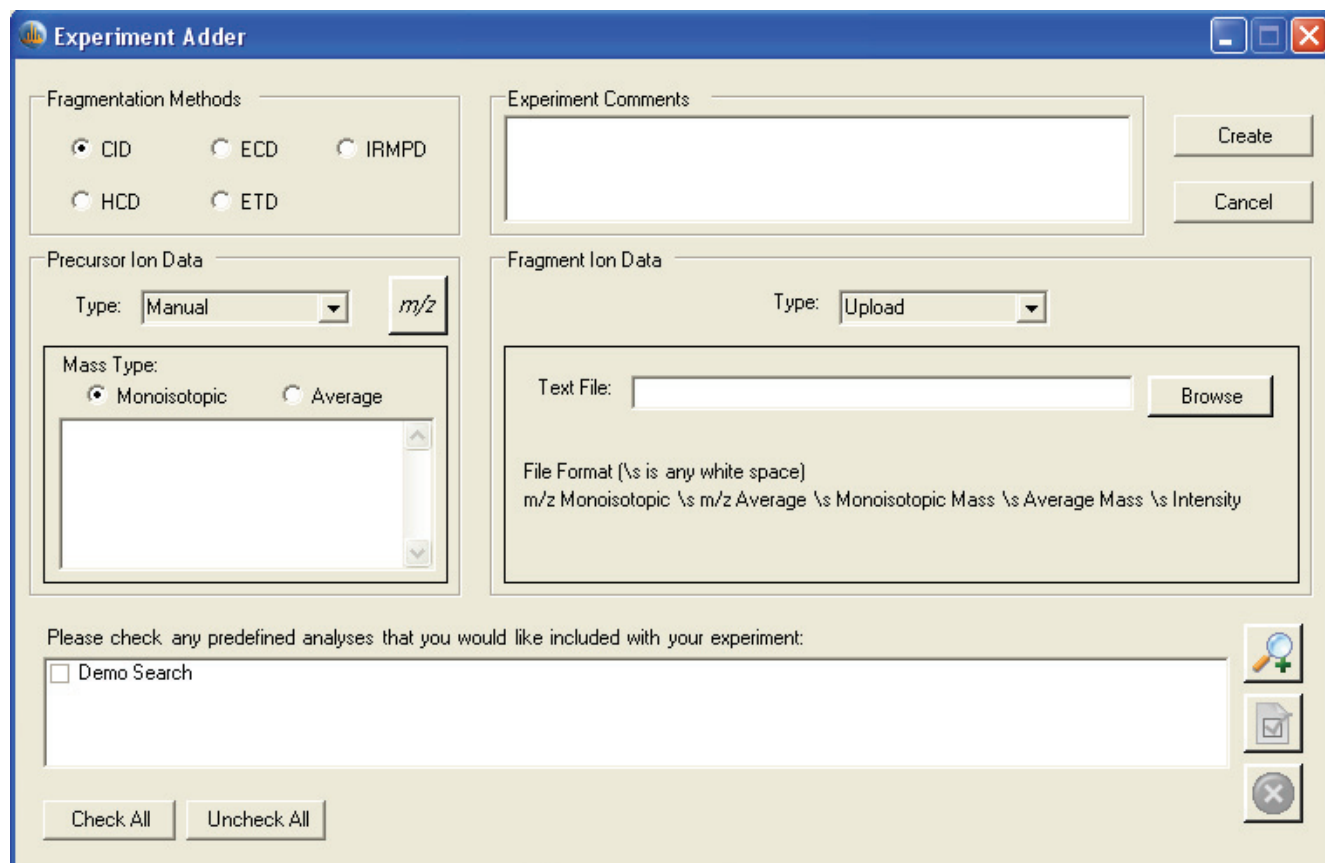 Experiment Adder
Fragmentation Methods
CID ECD IRMPD
HCD ETD
Experiment Comments
Create
Cancel
Precursor Ion Data
Type: Manual m/z
Mass Type:
Monoisotopic Average
Fragment Ion Data
Type: Upload
Text File: Browse
File Format (\s is any white space)
m/z Monoisotopic \s m/z Average \s Monoisotopic Mass \s Average Mass \s Intensity
Please check any predefined analyses that you would like included with your experiment:
Demo Search
Check All Uncheck All